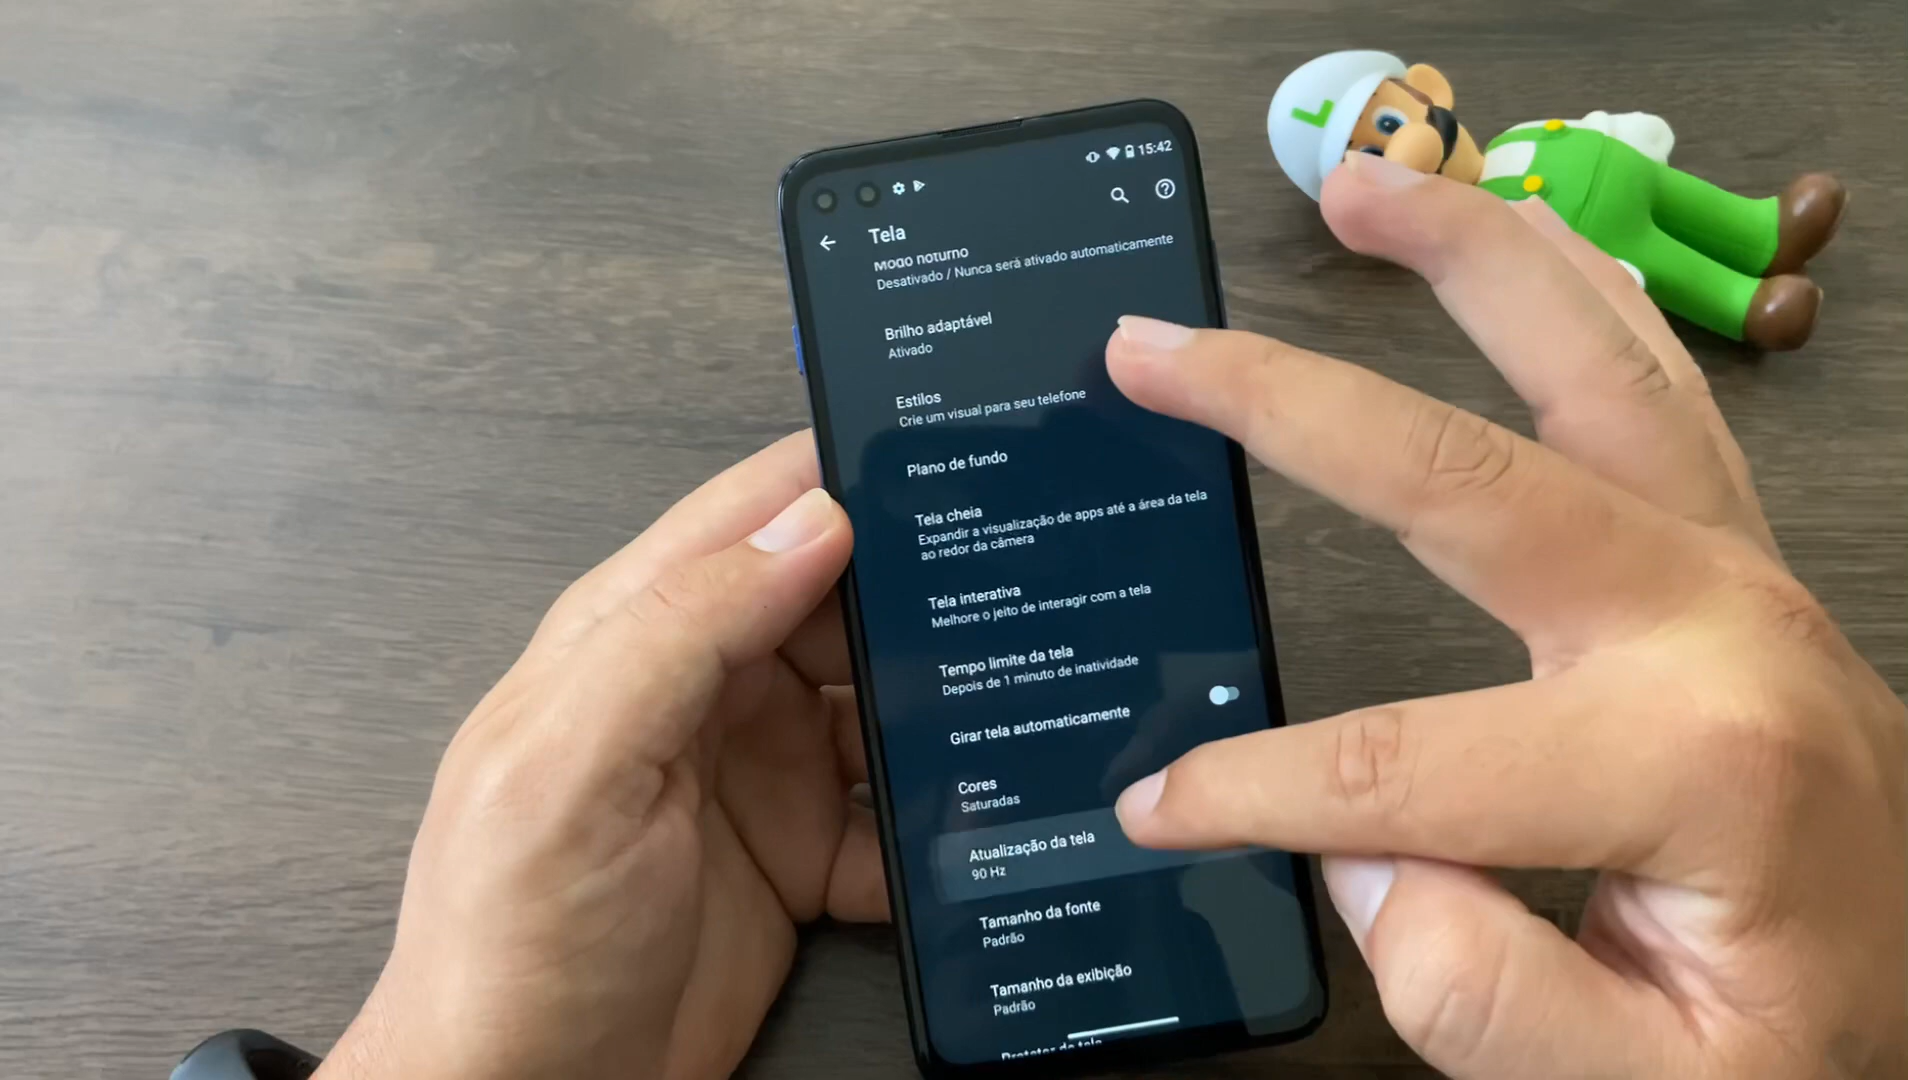 15:42
Tela
Modo noturno
Desativado / Nunca será ativado automaticamente
Brilho adaptável
Ativado
Estilos
Crie um visual para seu telefone
Plano de fundo
Tela cheia
Expandir a visualização de apps até a área da tela
ao redor da câmera
Tela interativa
Melhore o jeito de interagir com a tela
Tempo limite da tela
Depois de 1 minuto de inatividade
Girar tela automaticamente
Cores
Saturadas
Atualização da tela
90 Hz
Tamanho da fonte
Padrão
Tamanho da exibição
Padrão
Protetor de tela
L